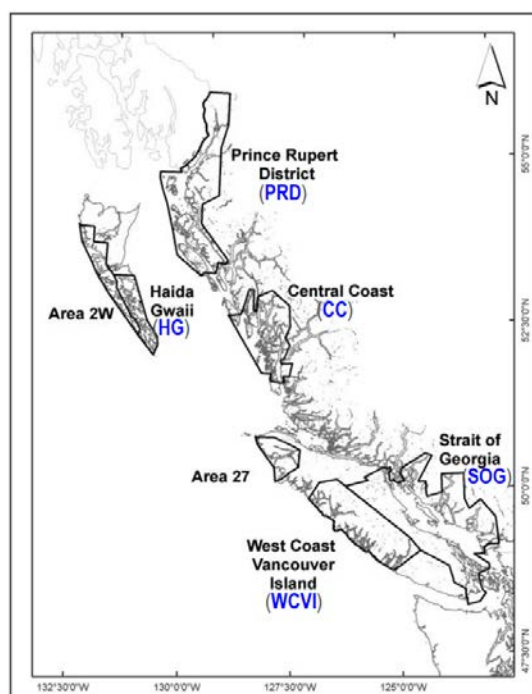 N
55°0'0"N
Prince Rupert
District
(PRD)
Haida
Gwaii
(HG)
Area 2W
Central Coast
(CC)
52°30'0"N
Strait of
Georgia
(SOG)
Area 27
50°0'0"N
West Coast
Vancouver
Island
(WCVI)
47°30'0"N
132°30'0"W
130°0'0"W
127°30'0"W
125°0'0"W